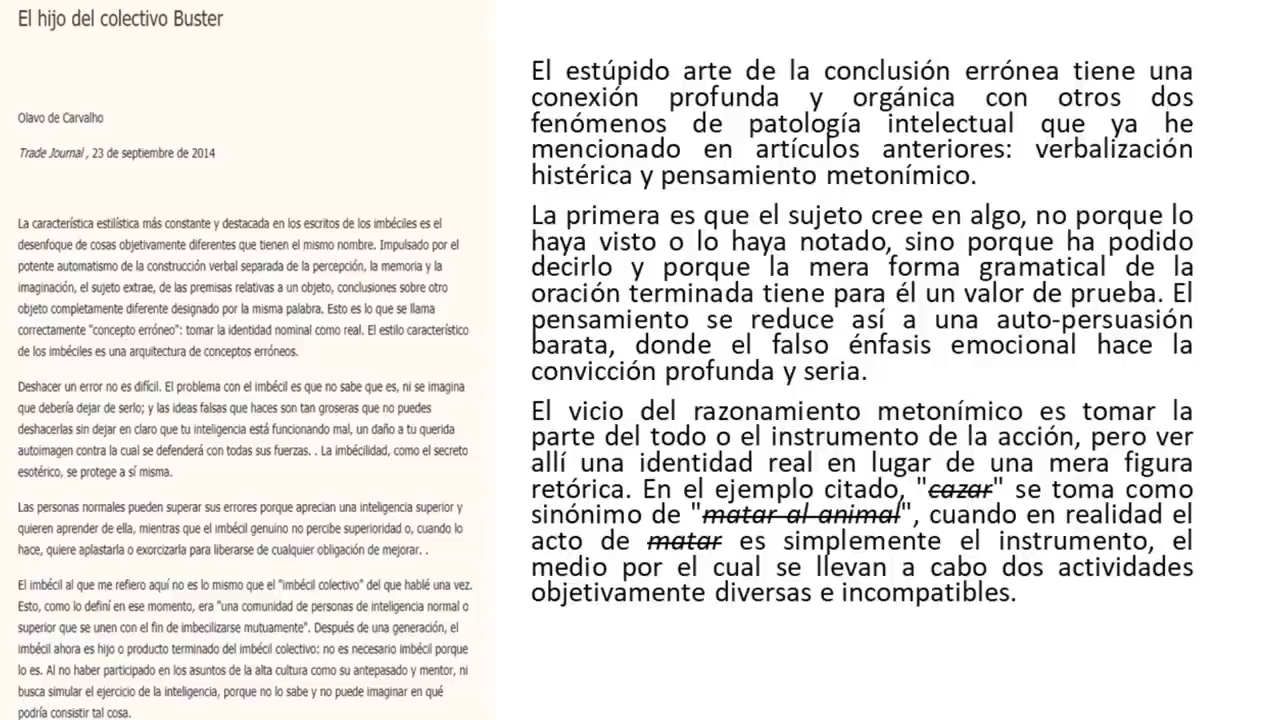 El hijo del colectivo Buster
Olavo de Carvalho
Trade Journal , 23 de septiembre de 2014
La característica estilística más constante y destacada en los escritos de los imbéciles es el
desenfoque de cosas objetivamente diferentes que tienen el mismo nombre. Impulsado por el
potente automatismo de la construcción verbal separada de la percepción, la memoria y la
imaginación, el sujeto extrae, de las premisas relativas a un objeto, conclusiones sobre otro
objeto completamente diferente designado por la misma palabra. Esto es lo que se llama
correctamente "concepto erróneo": tomar la identidad nominal como real. El estilo característico
de los imbéciles es una arquitectura de conceptos erróneos.
Deshacer un error no es difícil. El problema con el imbécil es que no sabe que es, ni se imagina
que debería dejar de serlo; y las ideas falsas que haces son tan groseras que no puedes
deshacerlas sin dejar en claro que tu inteligencia está funcionando mal, un daño a tu querida
autoimagen contra la cual se defenderá con todas sus fuerzas. . La imbécilidad, como el secreto
esotérico, se protege a sí misma.
Las personas normales pueden superar sus errores porque aprecian una inteligencia superior y
quieren aprender de ella, mientras que el imbécil genuino no percibe superioridad o, cuando lo
hace, quiere aplastarla o exorcizarla para liberarse de cualquier obligación de mejorar. .
El imbécil al que me refiero aquí no es lo mismo que el "imbécil colectivo" del que hablé una vez.
Esto, como lo definí en ese momento, era "una comunidad de personas de inteligencia normal o
superior que se unen con el fin de imbecilizarse mutuamente". Después de una generación, el
imbécil ahora es hijo o producto terminado del imbécil colectivo: no es necesario imbécil porque
lo es. Al no haber participado en los asuntos de la alta cultura como su antepasado y mentor, ni
busca simular el ejercicio de la inteligencia, porque no lo sabe y no puede imaginar en qué
podría consistir tal cosa.
El estúpido arte de la conclusión errónea tiene una
conexión profunda y orgánica con otros dos
fenómenos de patología intelectual que ya he
mencionado en artículos anteriores: verbalización
histérica y pensamiento metonímico.
La primera es que el sujeto cree en algo, no porque lo
haya visto o lo haya notado, sino porque ha podido
decirlo y porque la mera forma gramatical de la
oración terminada tiene para él un valor de prueba. El
pensamiento se reduce así a una auto-persuasión
barata, donde el falso énfasis emocional hace la
convicción profunda y seria.
El vicio del razonamiento metonímico es tomar la
parte del todo o el instrumento de la acción, pero ver
allí una identidad real en lugar de una mera figura
retórica. En el ejemplo citado, "cazar" se toma como
sinónimo de "matar al animal", cuando en realidad el
acto de matar es simplemente el instrumento, el
medio por el cual se llevan a cabo dos actividades
objetivamente diversas e incompatibles.